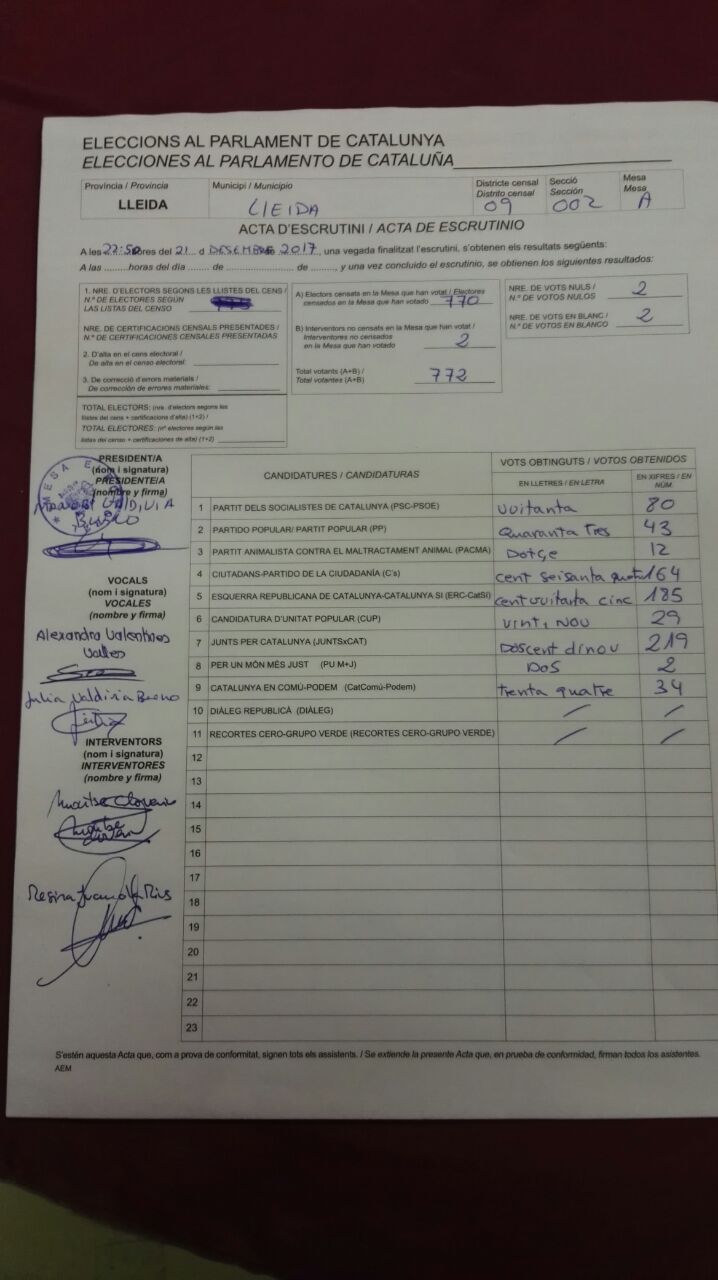 ELECCIONS AL PARLAMENT DE CATALUNYA
ELECCIONES AL PARLAMENTO DE CATALUÑA
Província / Provincia
LLEIDA
Municipi / Municipio
LLEIDA
Districte censal
Distrito censal
09
Secció
Sección
002
Mesa
Mesa
A
ACTA D'ESCRUTINI / ACTA DE ESCRUTINIO
A les 22:50 hores del 21 d DESEMBRE 2017, una vegada finalitzat l'escrutini, s'obtenen els resultats següents:
A las ........horas del día ....... de ........................ de ........, y una vez concluido el escrutinio, se obtienen los siguientes resultados:
1. NRE. D'ELECTORS SEGONS LES LLISTES DEL CENS /
N.º DE ELECTORES SEGÚN
LAS LISTAS DEL CENSO
NRE. DE CERTIFICACIONS CENSALS PRESENTADES /
N.º DE CERTIFICACIONES CENSALES PRESENTADAS
2. D'alta en el cens electoral /
De alta en el censo electoral:
3. De correcció d'errors materials /
De corrección de errores materiales:
TOTAL ELECTORS: (nre. d'electors segons les
llistes del cens + certificacions d'alta) (1+2) /
TOTAL ELECTORES: (nº electores según las
listas del censo + certificaciones de alta) (1+2)
A) Electors censats en la Mesa que han votat / Electores
censados en la Mesa que han votado 770
B) Interventors no censats en la Mesa que han votat /
Interventores no censados
en la Mesa que han votado 2
Total votants (A+B) /
Total votantes (A+B) 772
NRE. DE VOTS NULS /
N.º DE VOTOS NULOS 2
NRE. DE VOTS EN BLANC /
N.º DE VOTOS EN BLANCO 2
PRESIDENT/A
(nom i signatura)
PRESIDENTE/A
(nombre y firma)
MESA E
VALDIVIA
VOCALS
(nom i signatura)
VOCALES
(nombre y firma)
Alexandra Valentines
Valles
Julia Valdivia Bueno
INTERVENTORS
(nom i signatura)
INTERVENTORES
(nombre y firma)
Regina
Rius
CANDIDATURES / CANDIDATURAS
VOTS OBTINGUTS / VOTOS OBTENIDOS
EN LLETRES / EN LETRA
EN XIFRES / EN NÚM.
1 PARTIT DELS SOCIALISTES DE CATALUNYA (PSC-PSOE) vuitanta 80
2 PARTIDO POPULAR/ PARTIT POPULAR (PP) quaranta tres 43
3 PARTIT ANIMALISTA CONTRA EL MALTRACTAMENT ANIMAL (PACMA) Dotçe 12
4 CIUTADANS-PARTIDO DE LA CIUDADANÍA (C's) cent seisanta quatre 164
5 ESQUERRA REPUBLICANA DE CATALUNYA-CATALUNYA SI (ERC-CatSí) cent vuitanta cinc 185
6 CANDIDATURA D'UNITAT POPULAR (CUP) vint i NOU 29
7 JUNTS PER CATALUNYA (JUNTSxCAT) Doscent dinou 219
8 PER UN MÓN MÉS JUST (PU M+J) DOS 2
9 CATALUNYA EN COMÚ-PODEM (CatComú-Podem) trenta quatre 34
10 DIÀLEG REPUBLICÀ (DIÀLEG) / /
11 RECORTES CERO-GRUPO VERDE (RECORTES CERO-GRUPO VERDE) / /
12
13
14
15
16
17
18
19
20
21
22
23
S'estén aquesta Acta que, com a prova de conformitat, signen tots els assistents. / Se extiende la presente Acta que, en prueba de conformidad, firman todos los asistentes.
AEM